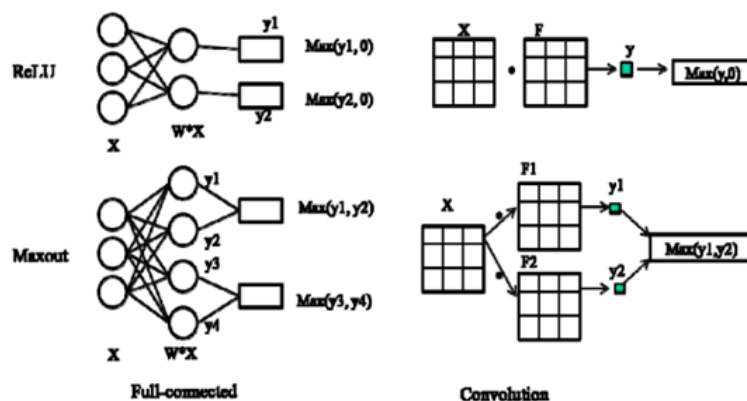 ReLU
y1
Max(y1, 0)
y2
Max(y2, 0)
X
W*X
X
F
y
Max(y,0)
Maxout
y1
y2
Max(y1, y2)
y3
y4
Max(y3, y4)
X
W*X
Full-connected
X
F1
y1
F2
y2
Max(y1,y2)
Convolution